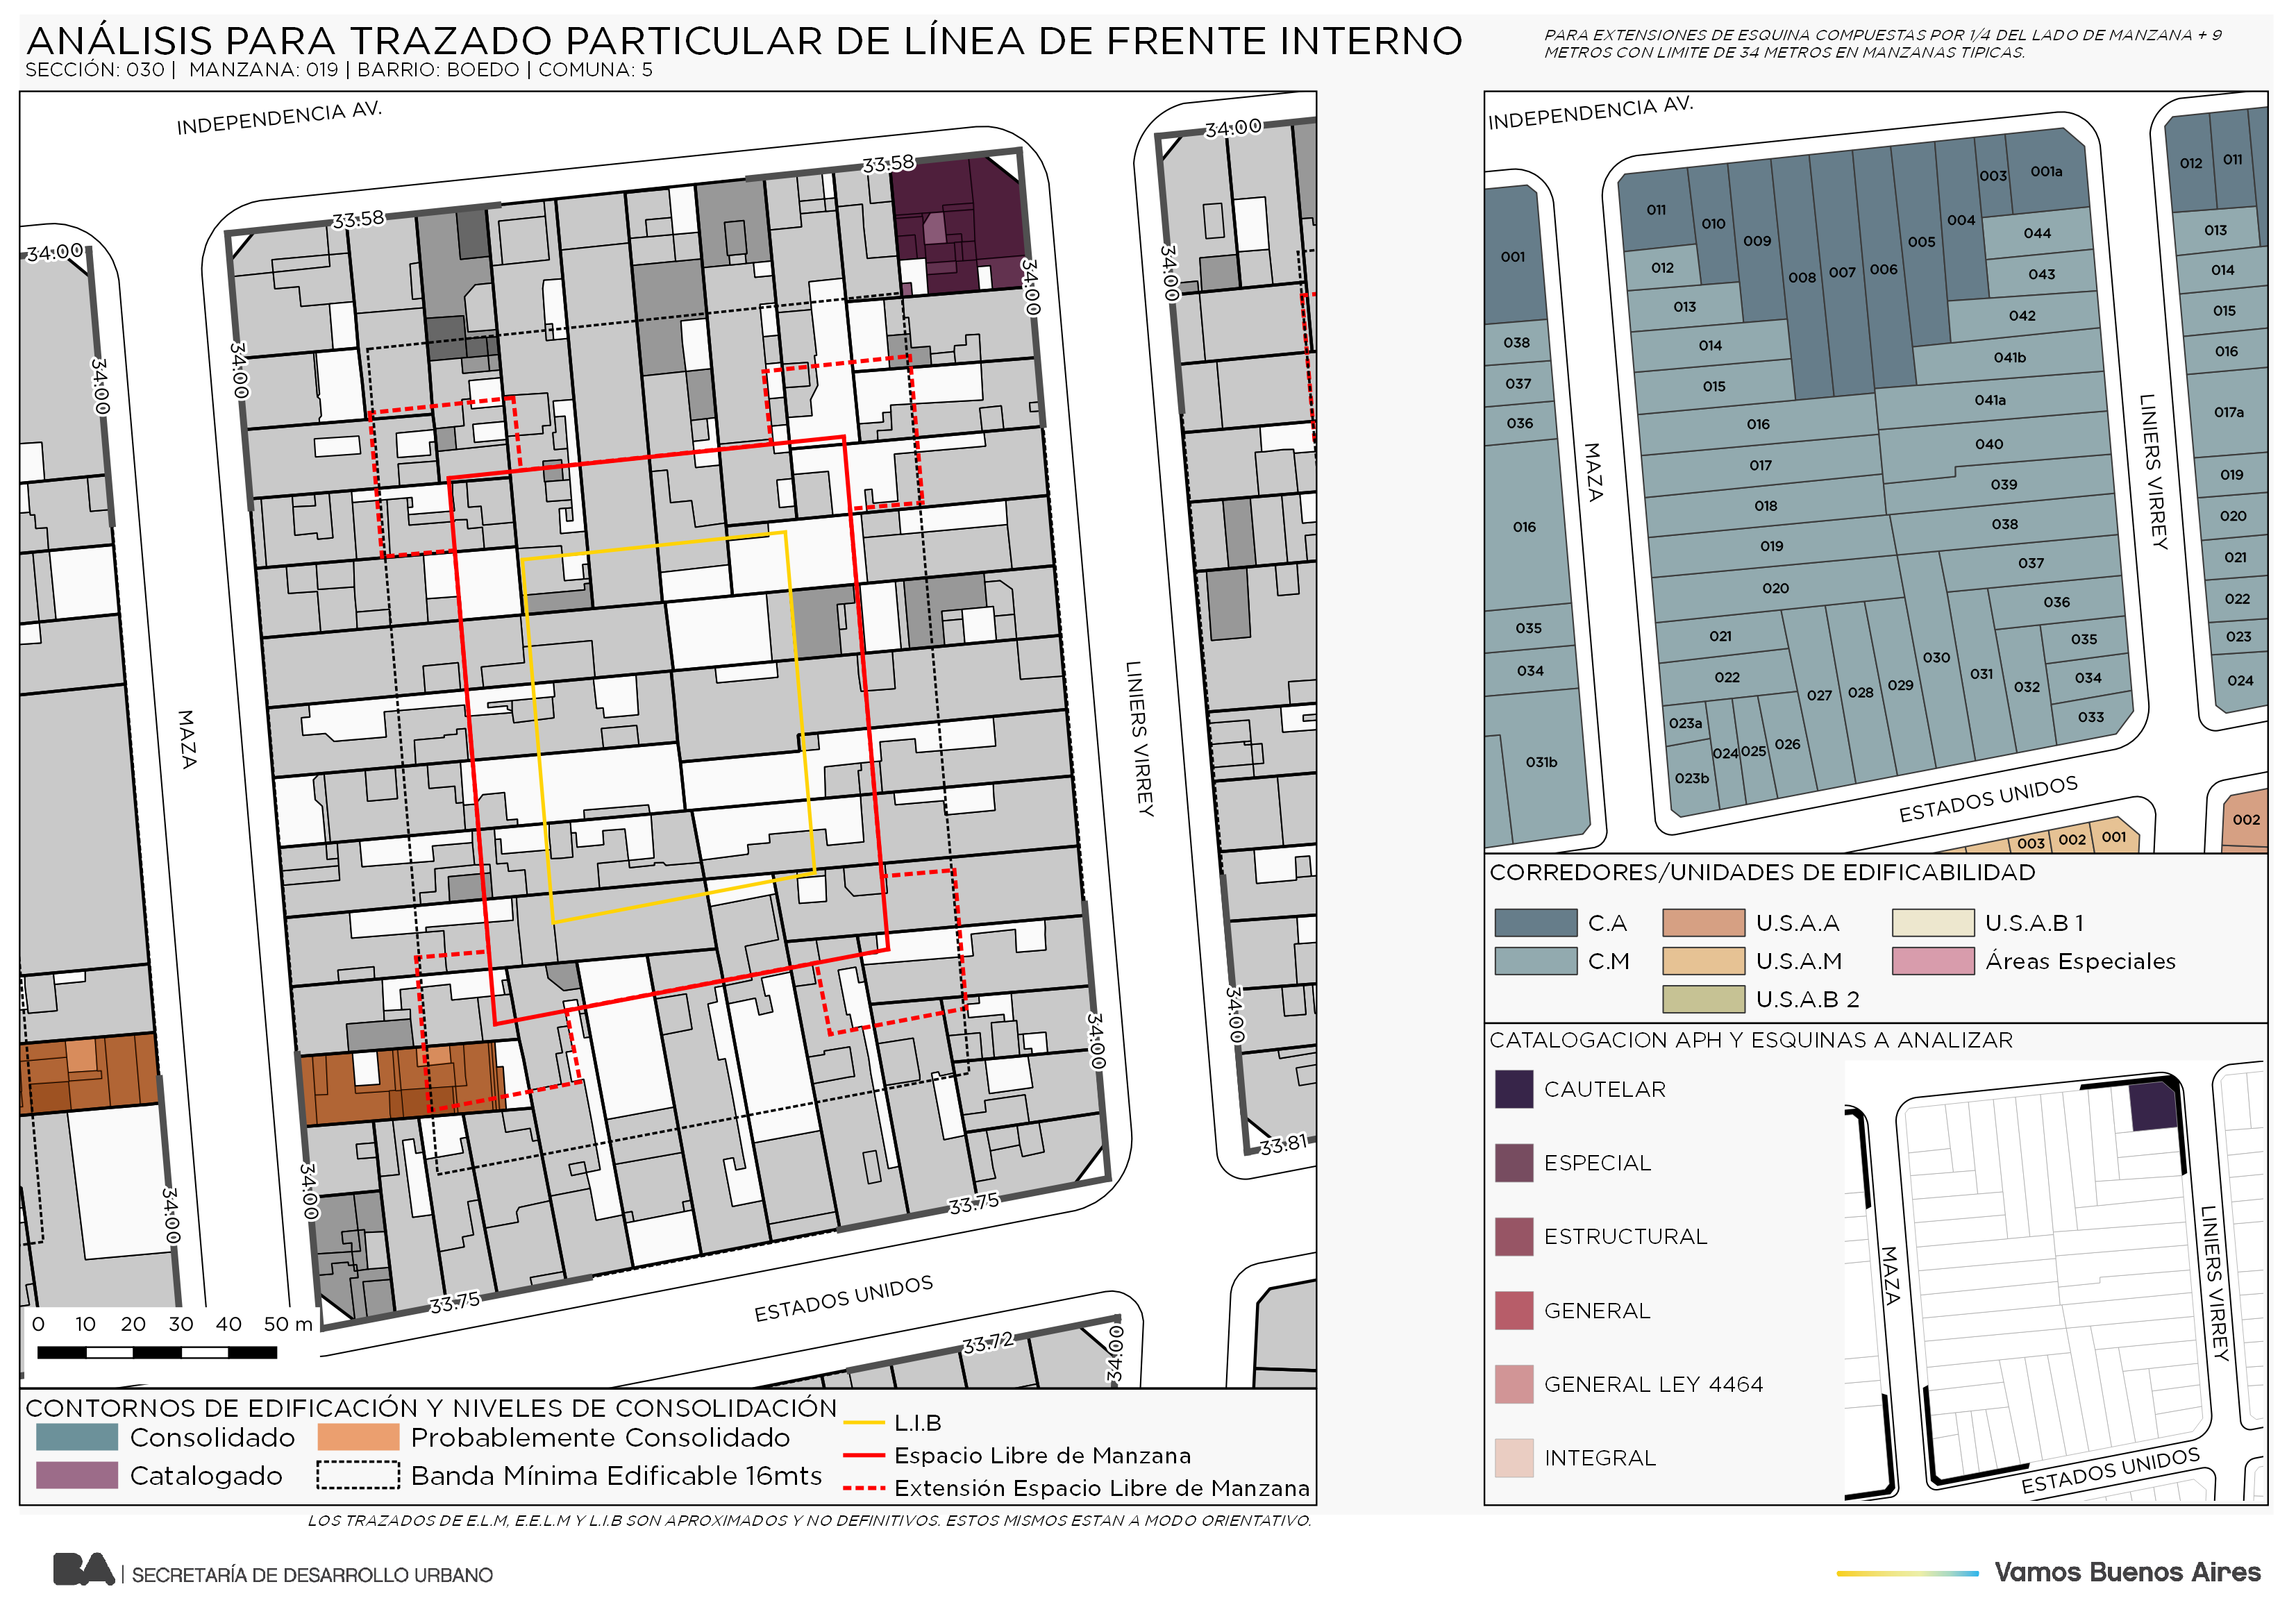 ANÁLISIS PARA TRAZADO PARTICULAR DE LÍNEA DE FRENTE INTERNO
SECCIÓN: 030 | MANZANA: 019 | BARRIO: BOEDO | COMUNA: 5
PARA EXTENSIONES DE ESQUINA COMPUESTAS POR 1/4 DEL LADO DE MANZANA + 9
METROS CON LIMITE DE 34 METROS EN MANZANAS TIPICAS.
INDEPENDENCIA AV.
33.58
33.58
34.00
34.00
34.00
34.00
34.00
34.00
MAZA
LINIERS VIRREY
34.00
34.00
34.00
34.00
33.81
33.75
33.75
ESTADOS UNIDOS
33.72
34.00
0 10 20 30 40 50 m
CONTORNOS DE EDIFICACIÓN Y NIVELES DE CONSOLIDACIÓN
Consolidado
Catalogado
Probablemente Consolidado
Banda Mínima Edificable 16mts
L.I.B
Espacio Libre de Manzana
Extensión Espacio Libre de Manzana
LOS TRAZADOS DE E.L.M, E.E.L.M Y L.I.B SON APROXIMADOS Y NO DEFINITIVOS. ESTOS MISMOS ESTAN A MODO ORIENTATIVO.
INDEPENDENCIA AV.
001
038
037
036
016
035
034
031b
MAZA
011
010
009
008
007
006
005
004
003
001a
044
043
042
041b
041a
040
039
038
037
036
035
034
033
032
031
030
029
028
027
026
025
024
023b
023a
022
021
020
019
018
017
016
015
014
013
012
LINIERS VIRREY
012
011
013
014
015
016
017a
019
020
021
022
023
024
ESTADOS UNIDOS
003
002
001
002
CORREDORES/UNIDADES DE EDIFICABILIDAD
C.A
C.M
U.S.A.A
U.S.A.M
U.S.A.B 2
U.S.A.B 1
Áreas Especiales
CATALOGACION APH Y ESQUINAS A ANALIZAR
CAUTELAR
ESPECIAL
ESTRUCTURAL
GENERAL
GENERAL LEY 4464
INTEGRAL
MAZA
LINIERS VIRREY
ESTADOS UNIDOS
BA | SECRETARÍA DE DESARROLLO URBANO
Vamos Buenos Aires